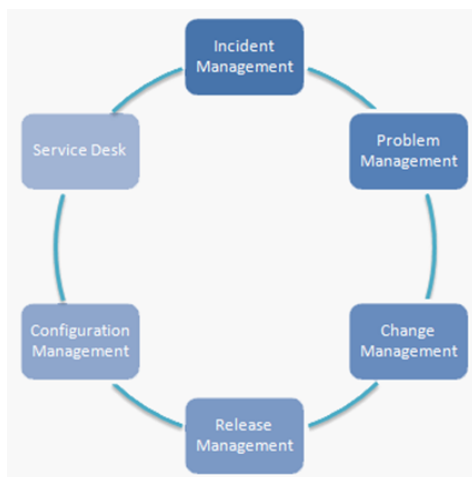 Incident
Management
Problem
Management
Change
Management
Release
Management
Configuration
Management
Service Desk